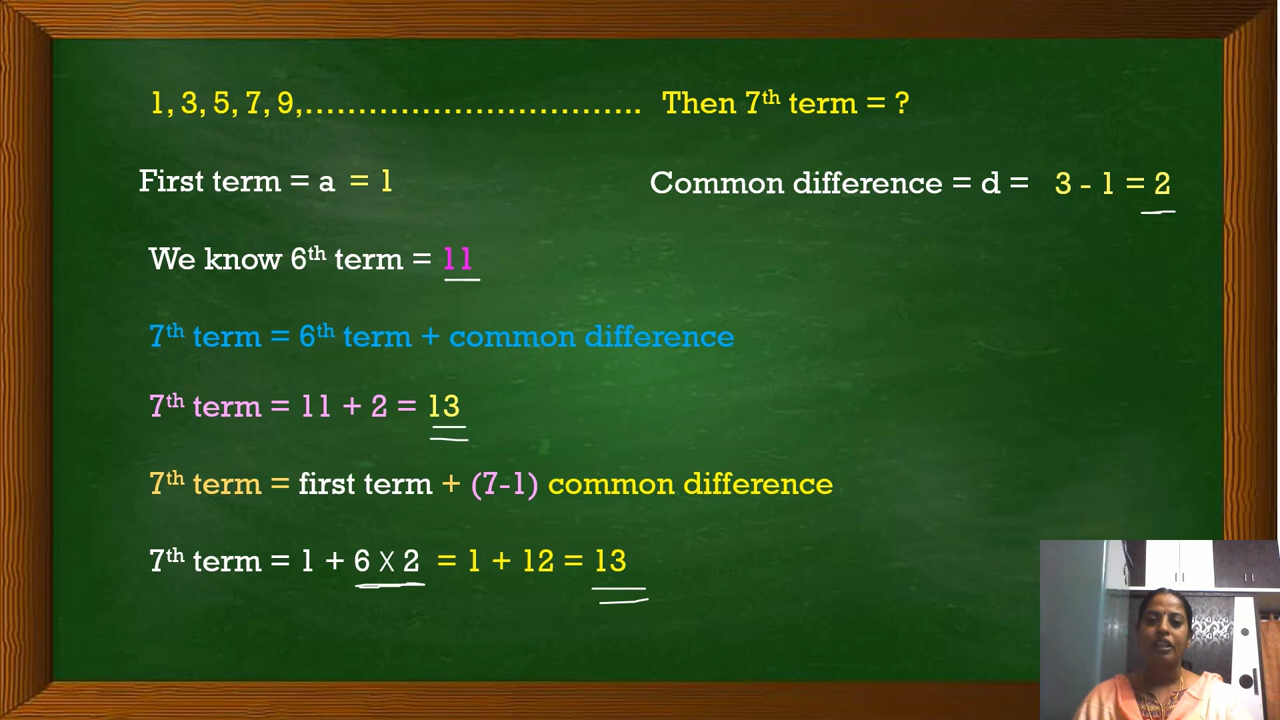 1, 3, 5, 7, 9,................................ Then 7th term = ?
First term = a = 1 Common difference = d = 3 - 1 = 2
We know 6th term = 11
7th term = 6th term + common difference
7th term = 11 + 2 = 13
7th term = first term + (7-1) common difference
7th term = 1 + 6 X 2 = 1 + 12 = 13